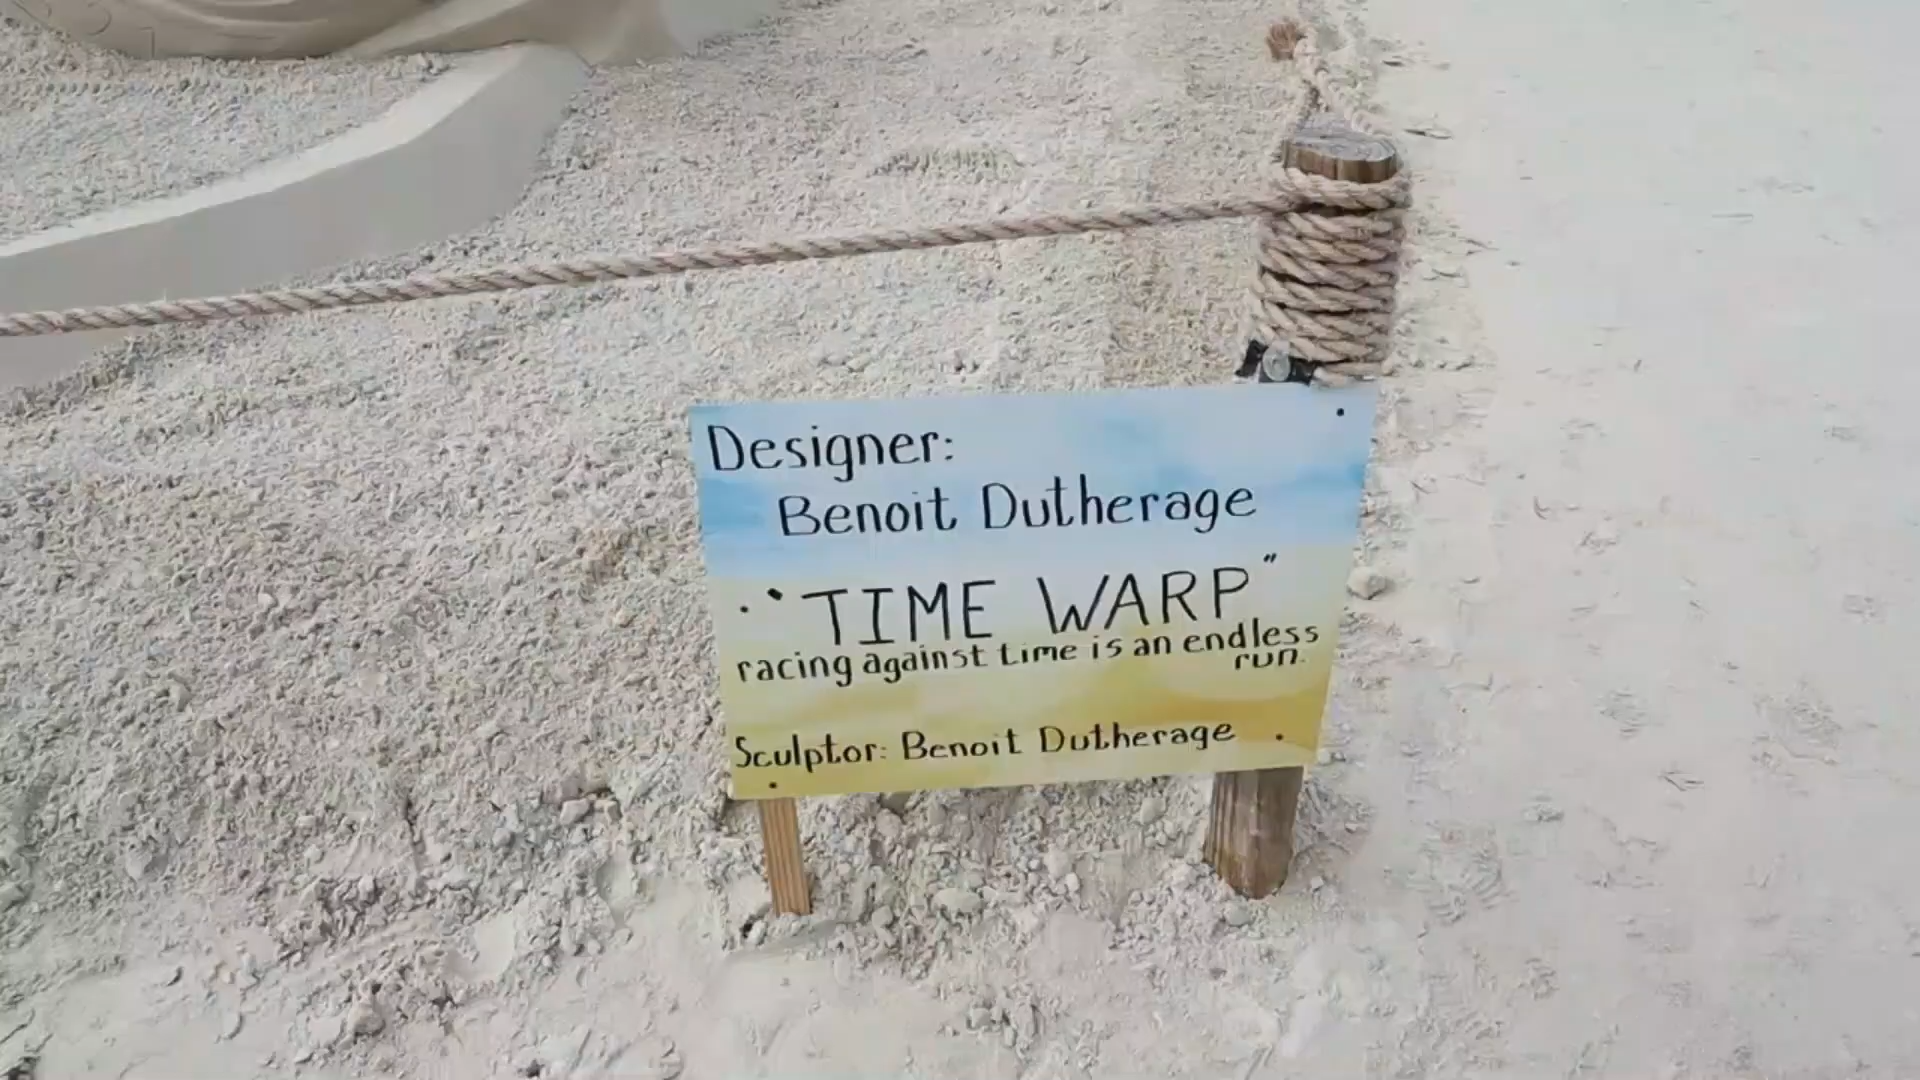 Designer:
Benoit Dutherage
"TIME WARP"
racing against time is an endless
run.
Sculptor: Benoit Dutherage